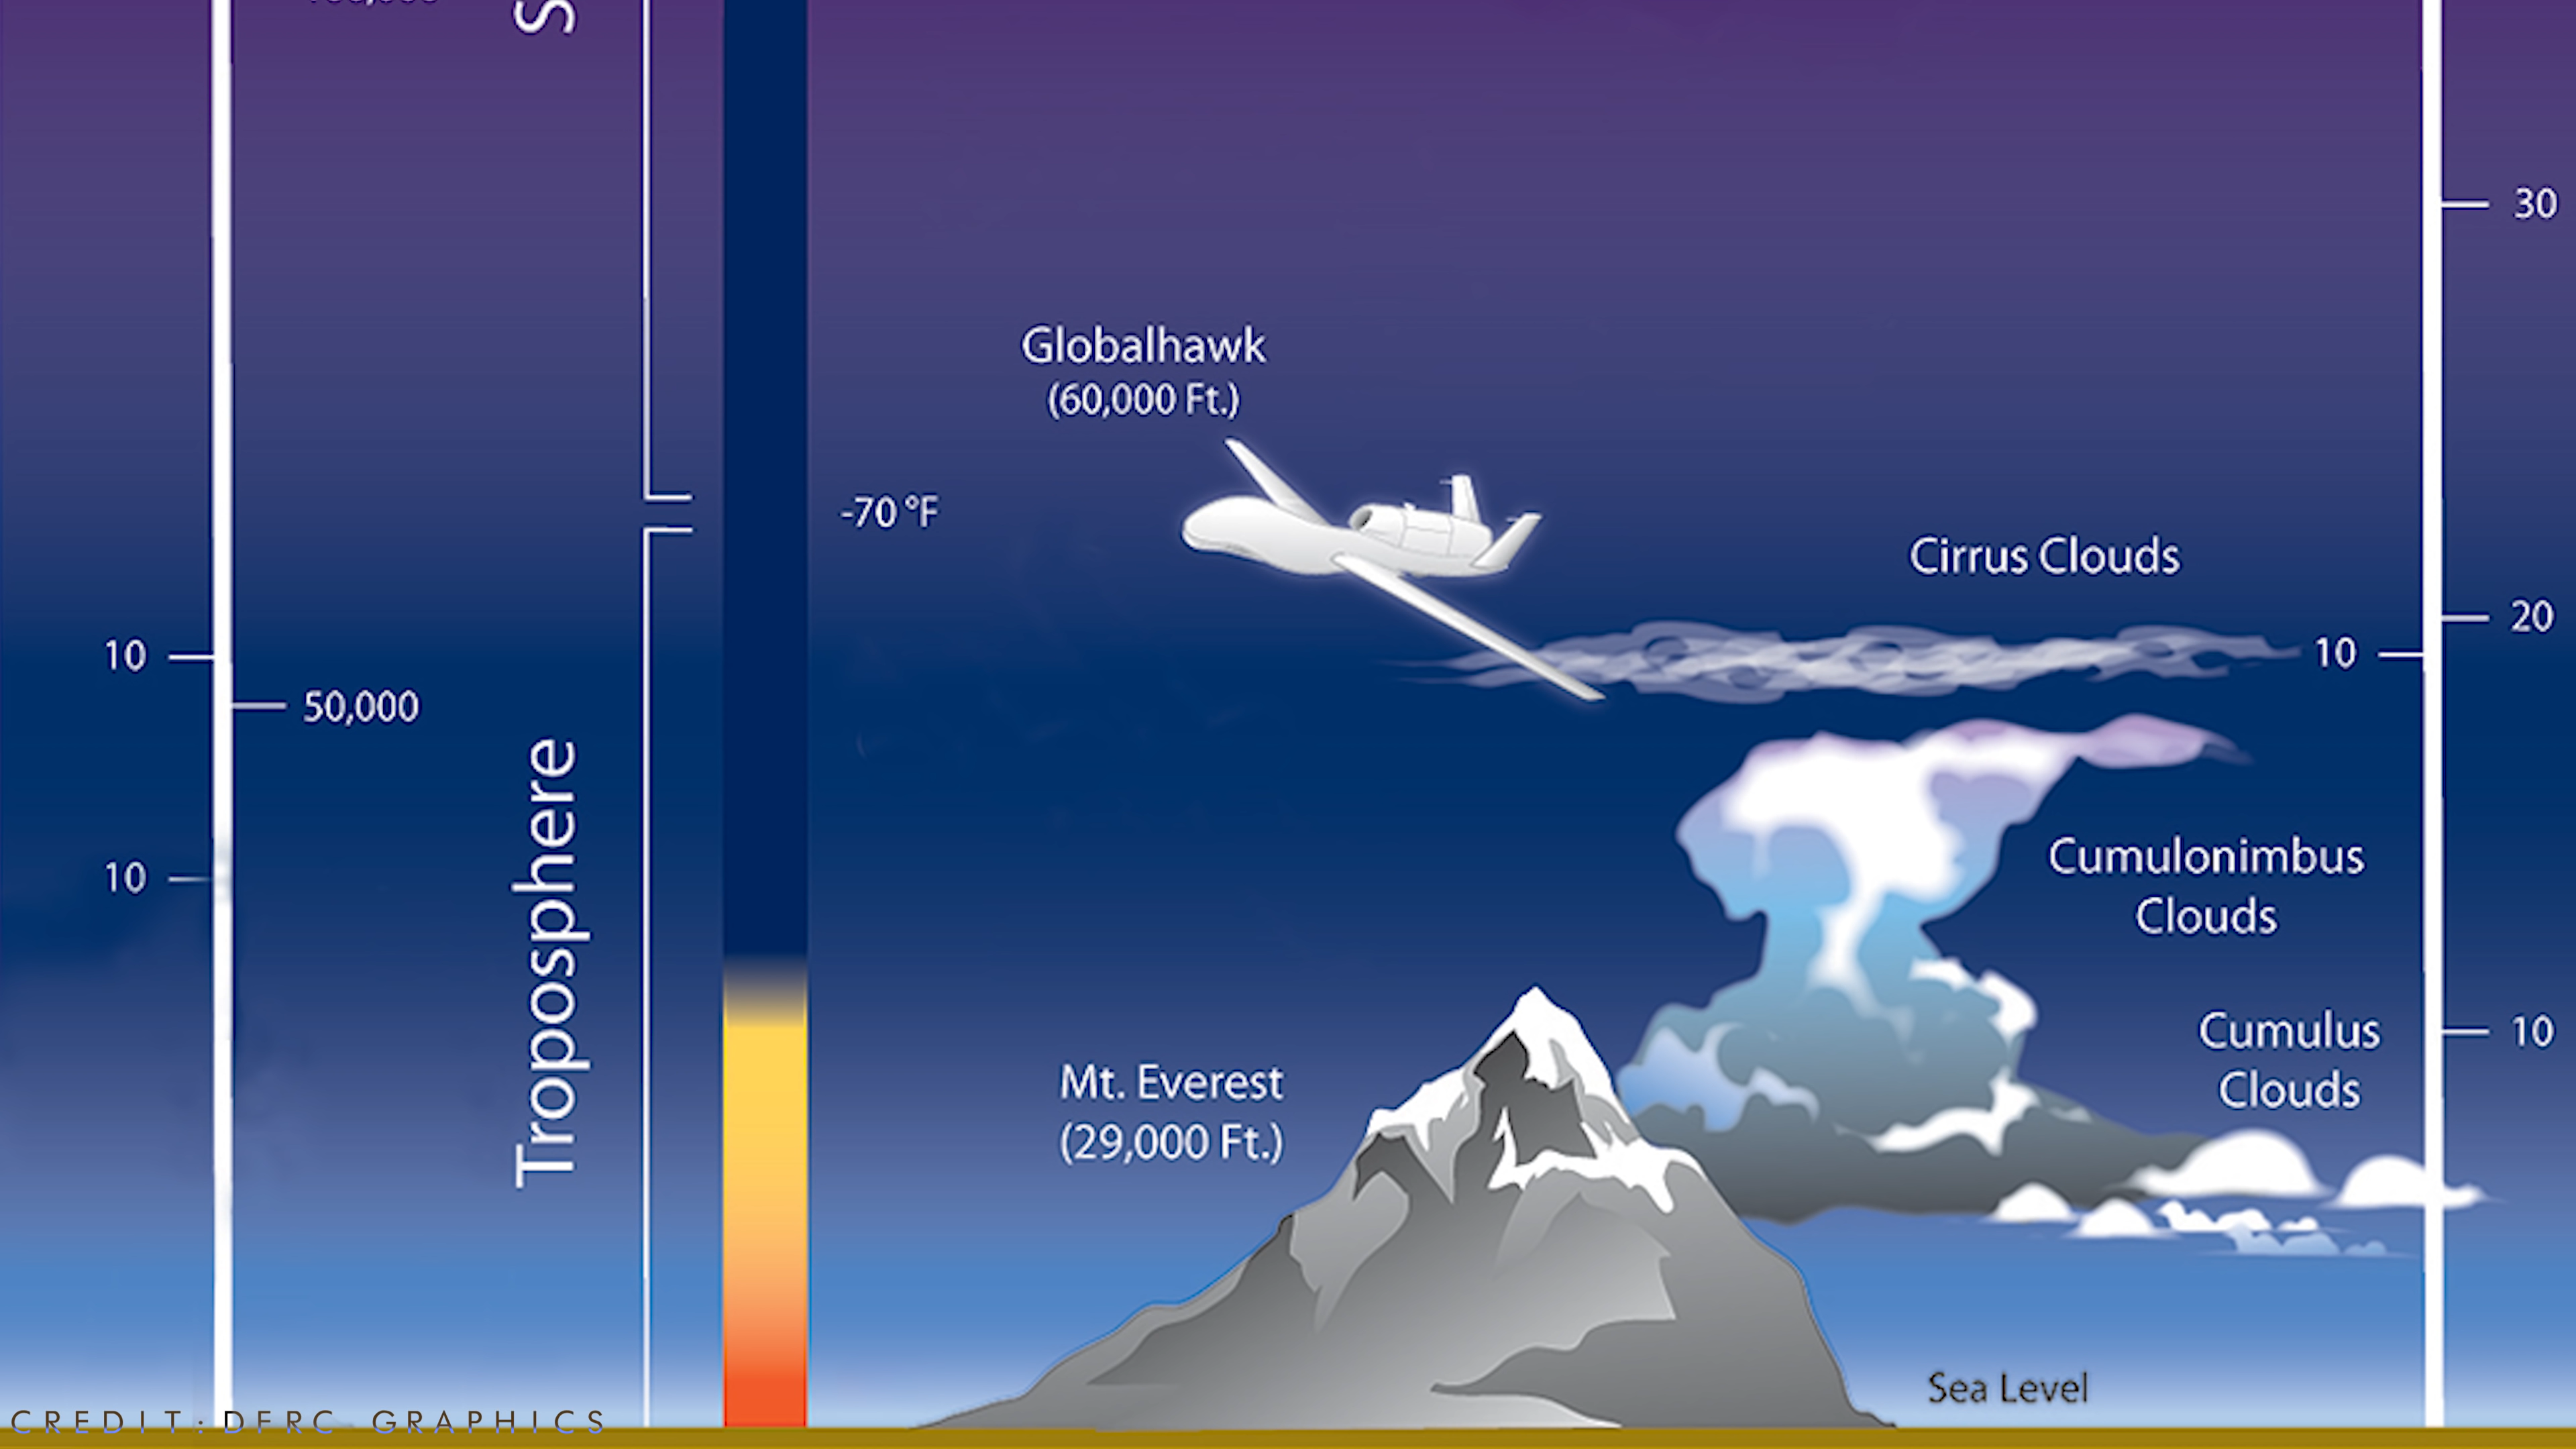 S
30
Globalhawk
(60,000 Ft.)
-70 °F
Cirrus Clouds
20
10
10
50,000
Troposphere
10
Cumulonimbus
Clouds
Cumulus
Clouds
10
Mt. Everest
(29,000 Ft.)
Sea Level
CREDIT: DFRC GRAPHICS